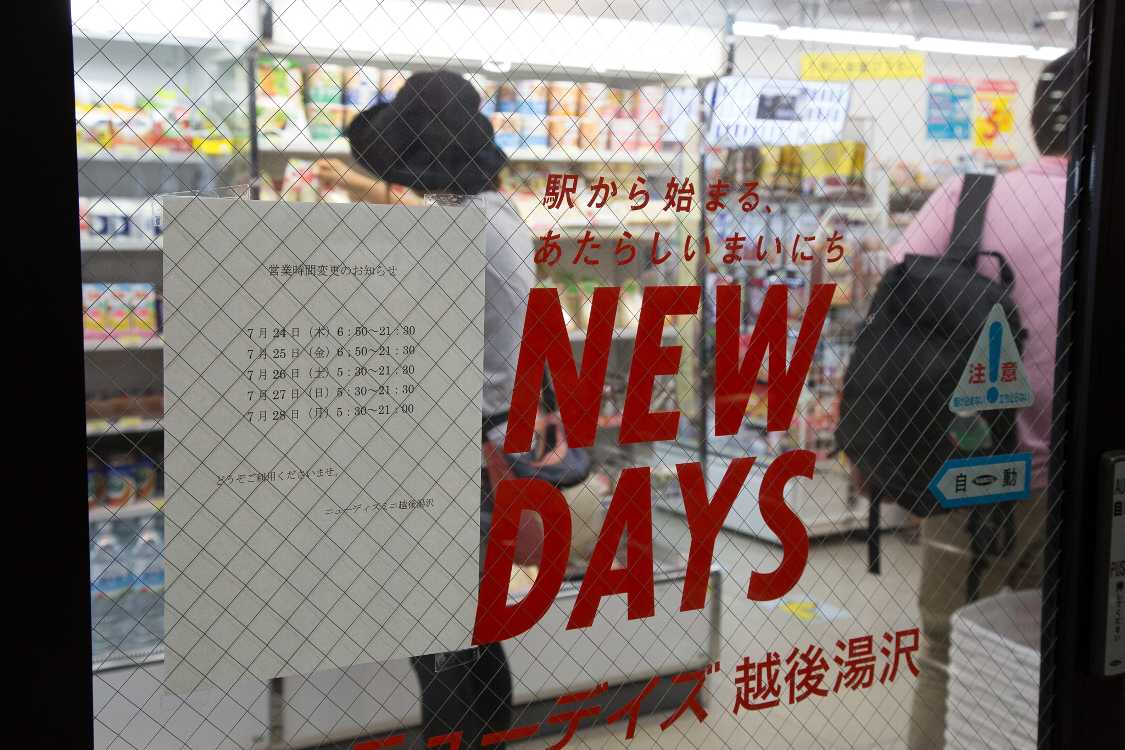 営業時間変更のお知らせ
7月24日（木）6：50～21：30
7月25日（金）6：50～21：30
7月26日（土）5：30～21：30
7月27日（日）5：30～21：30
7月28日（月）5：30～21：00
どうぞご利用くださいませ。
ニューデイズミニ越後湯沢
駅から始まる、
あたらしいまいにち
NEW
DAYS
ニューデイズ 越後湯沢
注意
自動